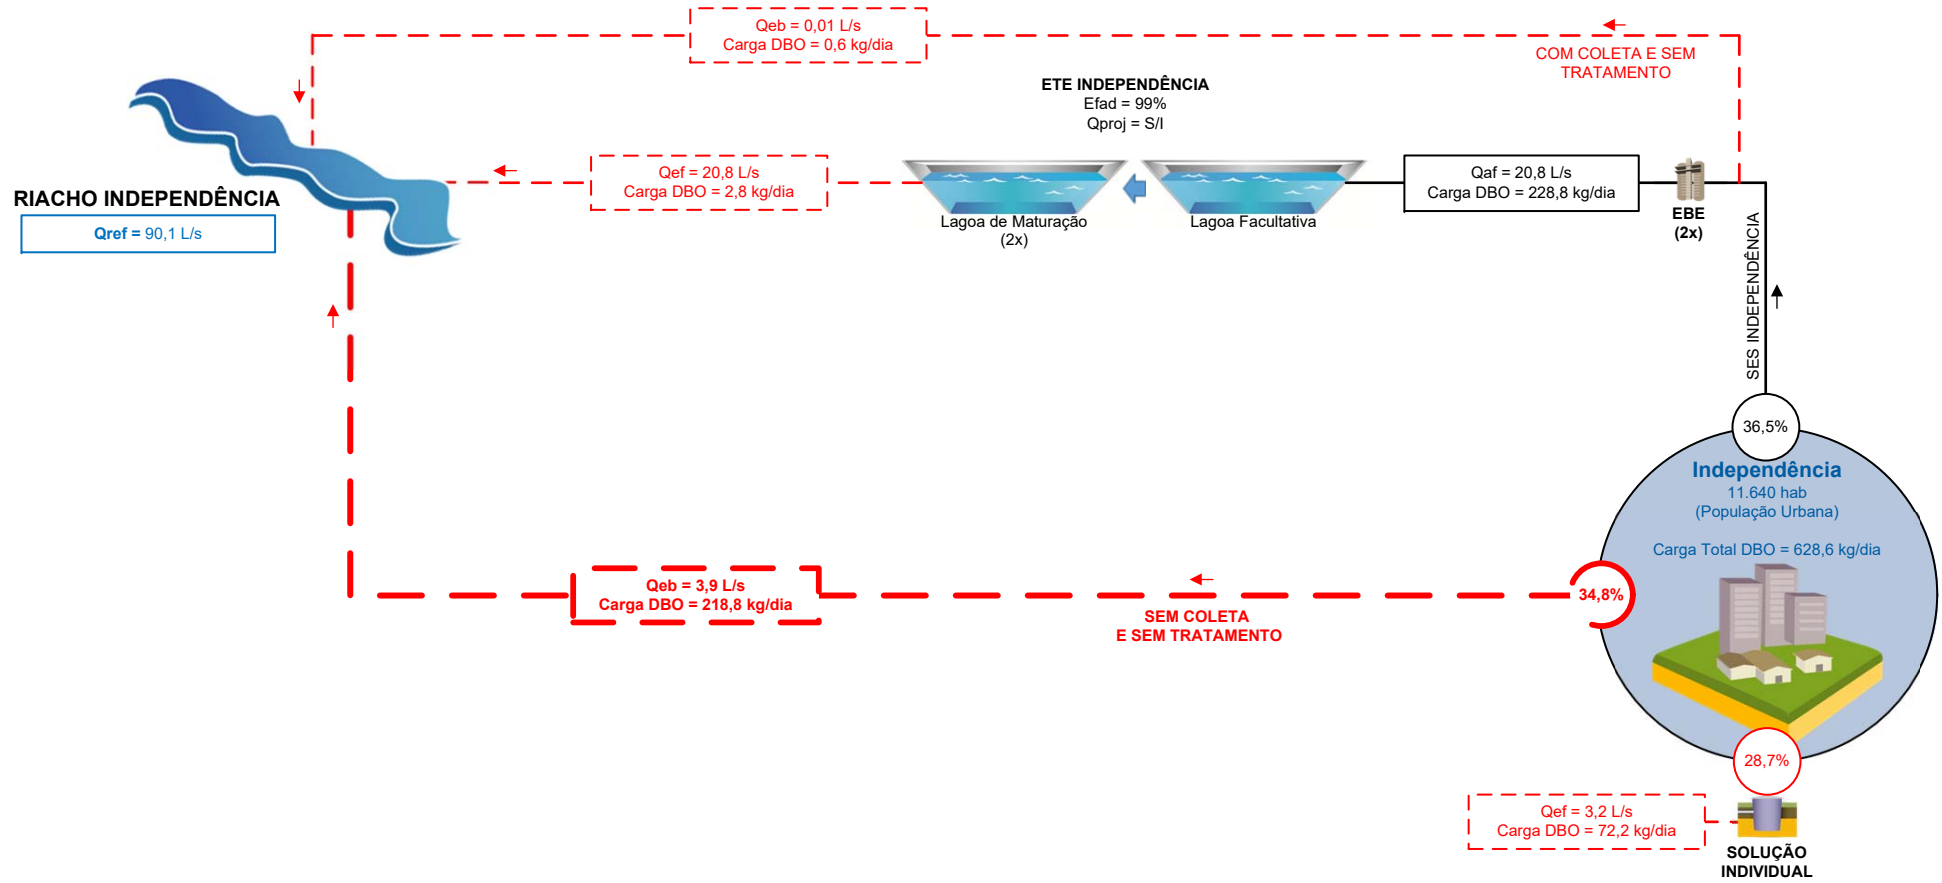 Qeb = 0,01 L/s
Carga DBO = 0,6 kg/dia
COM COLETA E SEM
TRATAMENTO
ETE INDEPENDÊNCIA
Efad = 99%
Qproj = S/I
RIACHO INDEPENDÊNCIA
Qref = 90,1 L/s
Qef = 20,8 L/s
Carga DBO = 2,8 kg/dia
Lagoa de Maturação
(2x)
Lagoa Facultativa
Qaf = 20,8 L/s
Carga DBO = 228,8 kg/dia
EBE
(2x)
SES INDEPENDÊNCIA
36,5%
Independência
11.640 hab
(População Urbana)
Carga Total DBO = 628,6 kg/dia
Qeb = 3,9 L/s
Carga DBO = 218,8 kg/dia
SEM COLETA
E SEM TRATAMENTO
34,8%
28,7%
Qef = 3,2 L/s
Carga DBO = 72,2 kg/dia
SOLUÇÃO
INDIVIDUAL